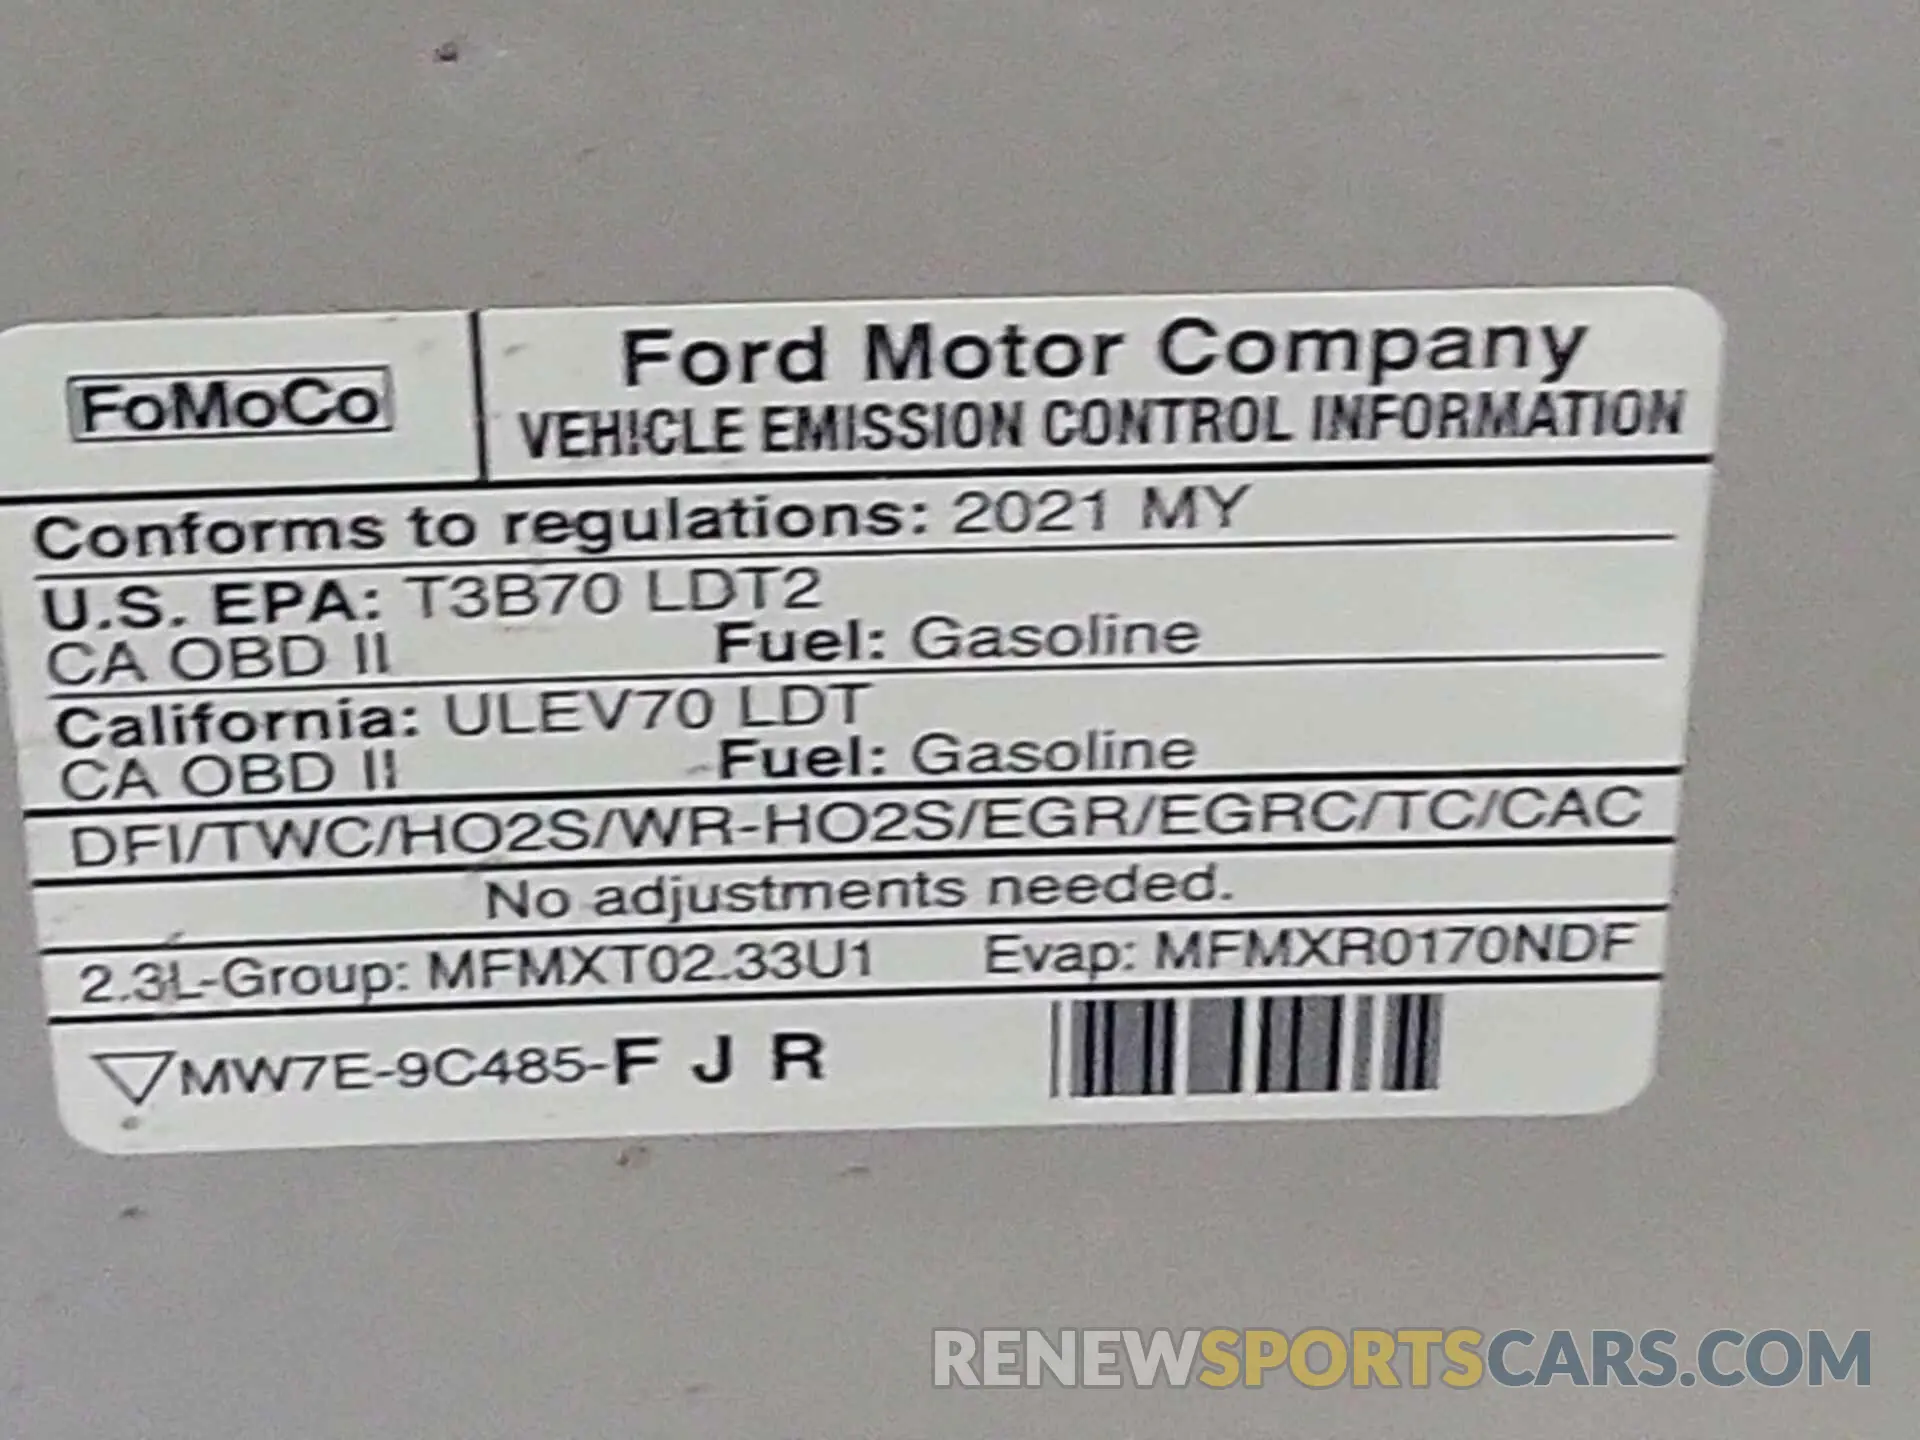 FoMoCo
Ford Motor Company
VEHICLE EMISSION CONTROL INFORMATION
Conforms to regulations: 2021 MY
U.S. EPA: T3B70 LDT2
CA OBD II Fuel: Gasoline
California: ULEV70 LDT
CA OBD II Fuel: Gasoline
DFI/TWC/HO2S/WR-HO2S/EGR/EGRC/TC/CAC
No adjustments needed.
2.3L-Group: MFMXT02.33U1 Evap: MFMXR0170NDF
MW7E-9C485-F J R
RENEWSPORTSCARS.COM